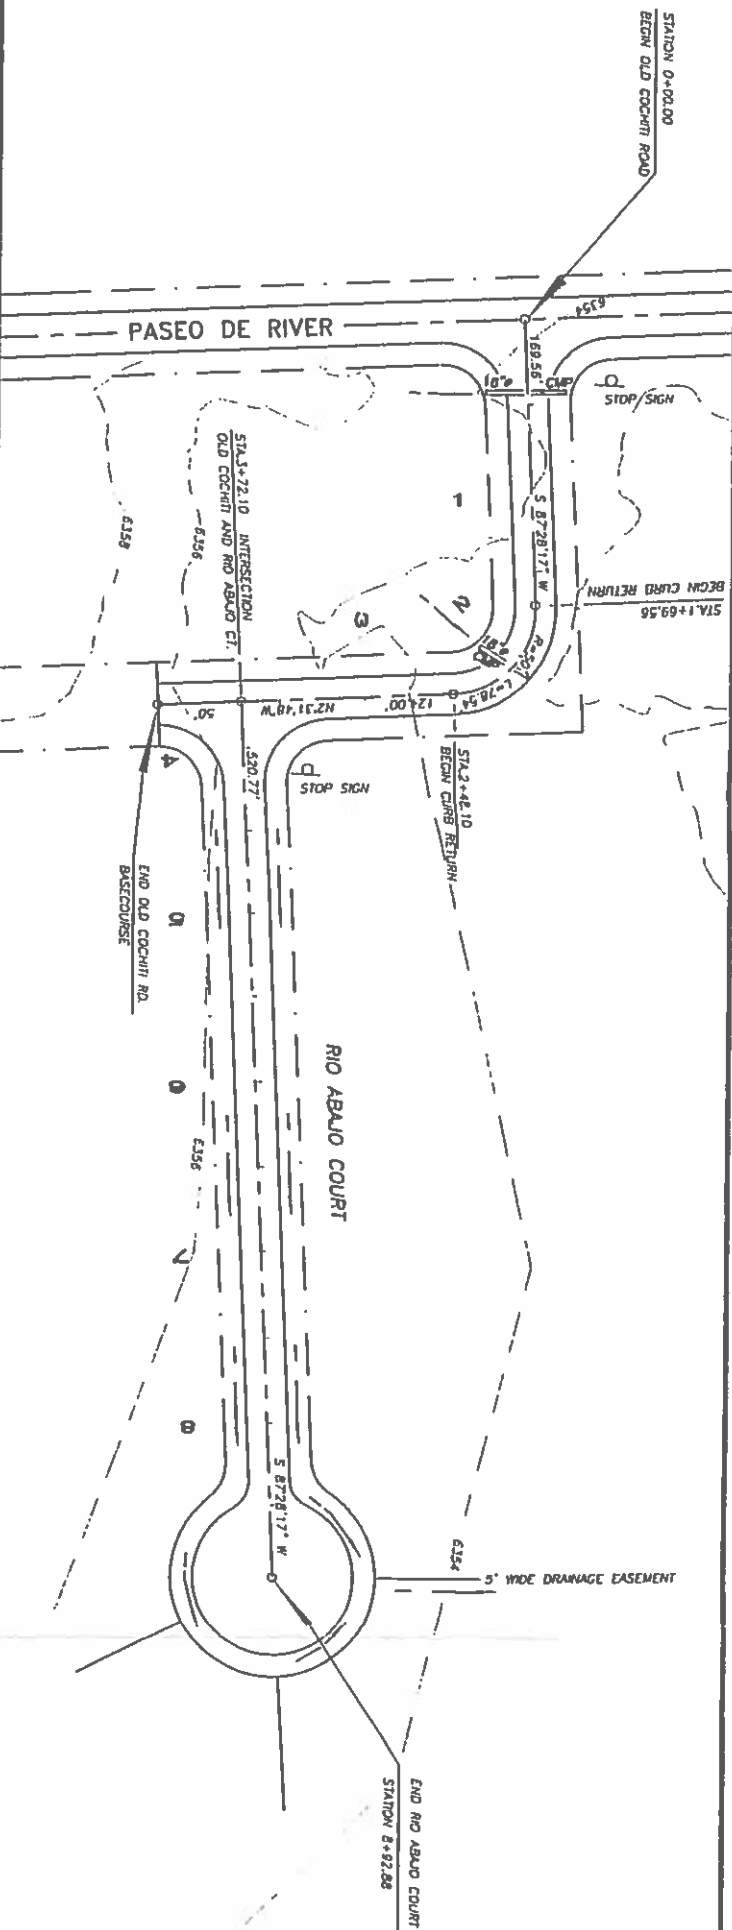 STATION 0+00.00
BEGIN OLD COCHITI ROAD
PASEO DE RIVER
6354
169.56'
18"ø
CMP
STOP SIGN
S 87°28'17" W
STA.1+69.56
BEGIN CURB RETURN
1
2
3
6358
6356
STA.3+72.10 INTERSECTION
OLD COCHITI AND RIO ABAJO CT.
18"ø
R=50'
L=78.54'
50'
N2°31'48"W
124.00'
STA.2+48.10
BEGIN CURB RETURN
520.77'
STOP SIGN
4
END OLD COCHITI RD.
BASECOURSE
5
6
RIO ABAJO COURT
6356
7
8
S 87°28'17" W
6354
5' WIDE DRAINAGE EASEMENT
END RIO ABAJO COURT
STATION 8+92.88